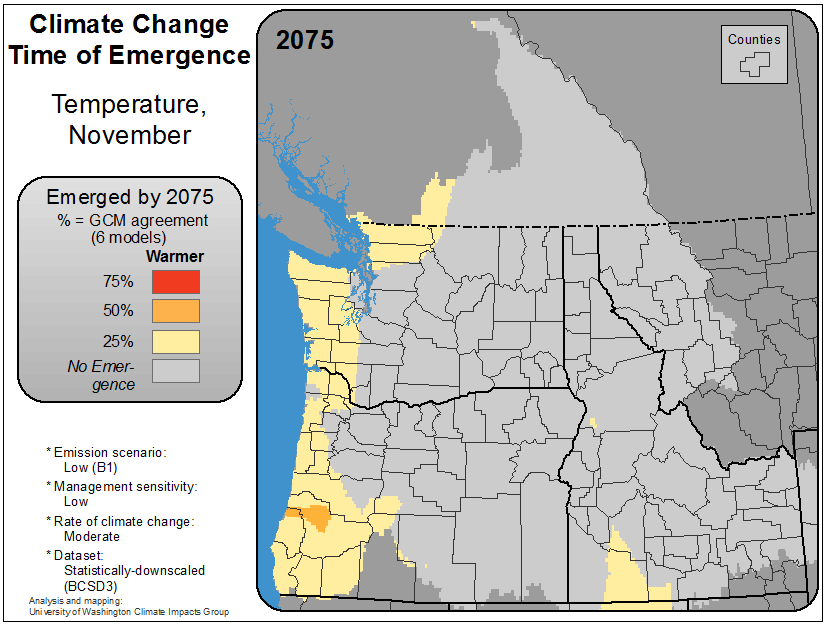 Climate Change
Time of Emergence
Temperature,
November
Emerged by 2075
% = GCM agreement
(6 models)
Warmer
75%
50%
25%
No Emer-
gence
* Emission scenario:
Low (B1)
* Management sensitivity:
Low
* Rate of climate change:
Moderate
* Dataset:
Statistically-downscaled
(BCSD3)
Analysis and mapping:
University of Washington Climate Impacts Group
2075
Counties